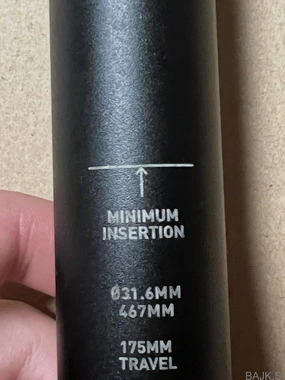 MINIMUM
INSERTION
Ø31.6MM
467MM
175MM
TRAVEL
BAJK.S